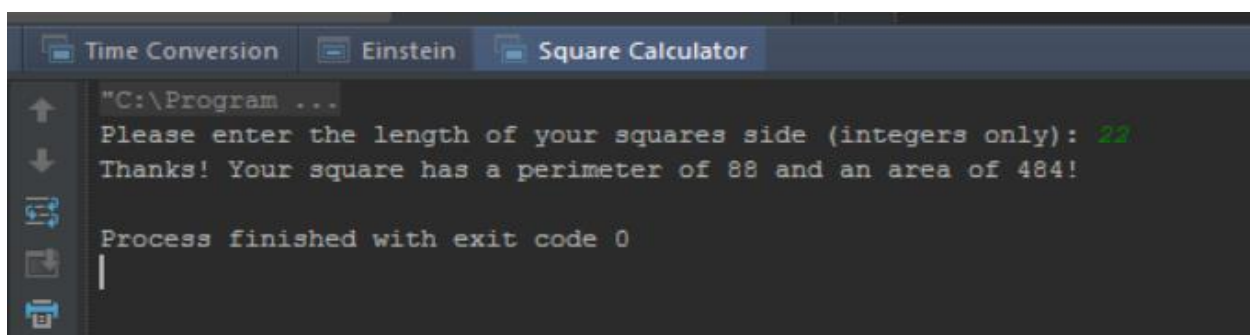 Time Conversion Einstein Square Calculator
"C:\Program ...
Please enter the length of your squares side (integers only): 22
Thanks! Your square has a perimeter of 88 and an area of 484!
Process finished with exit code 0